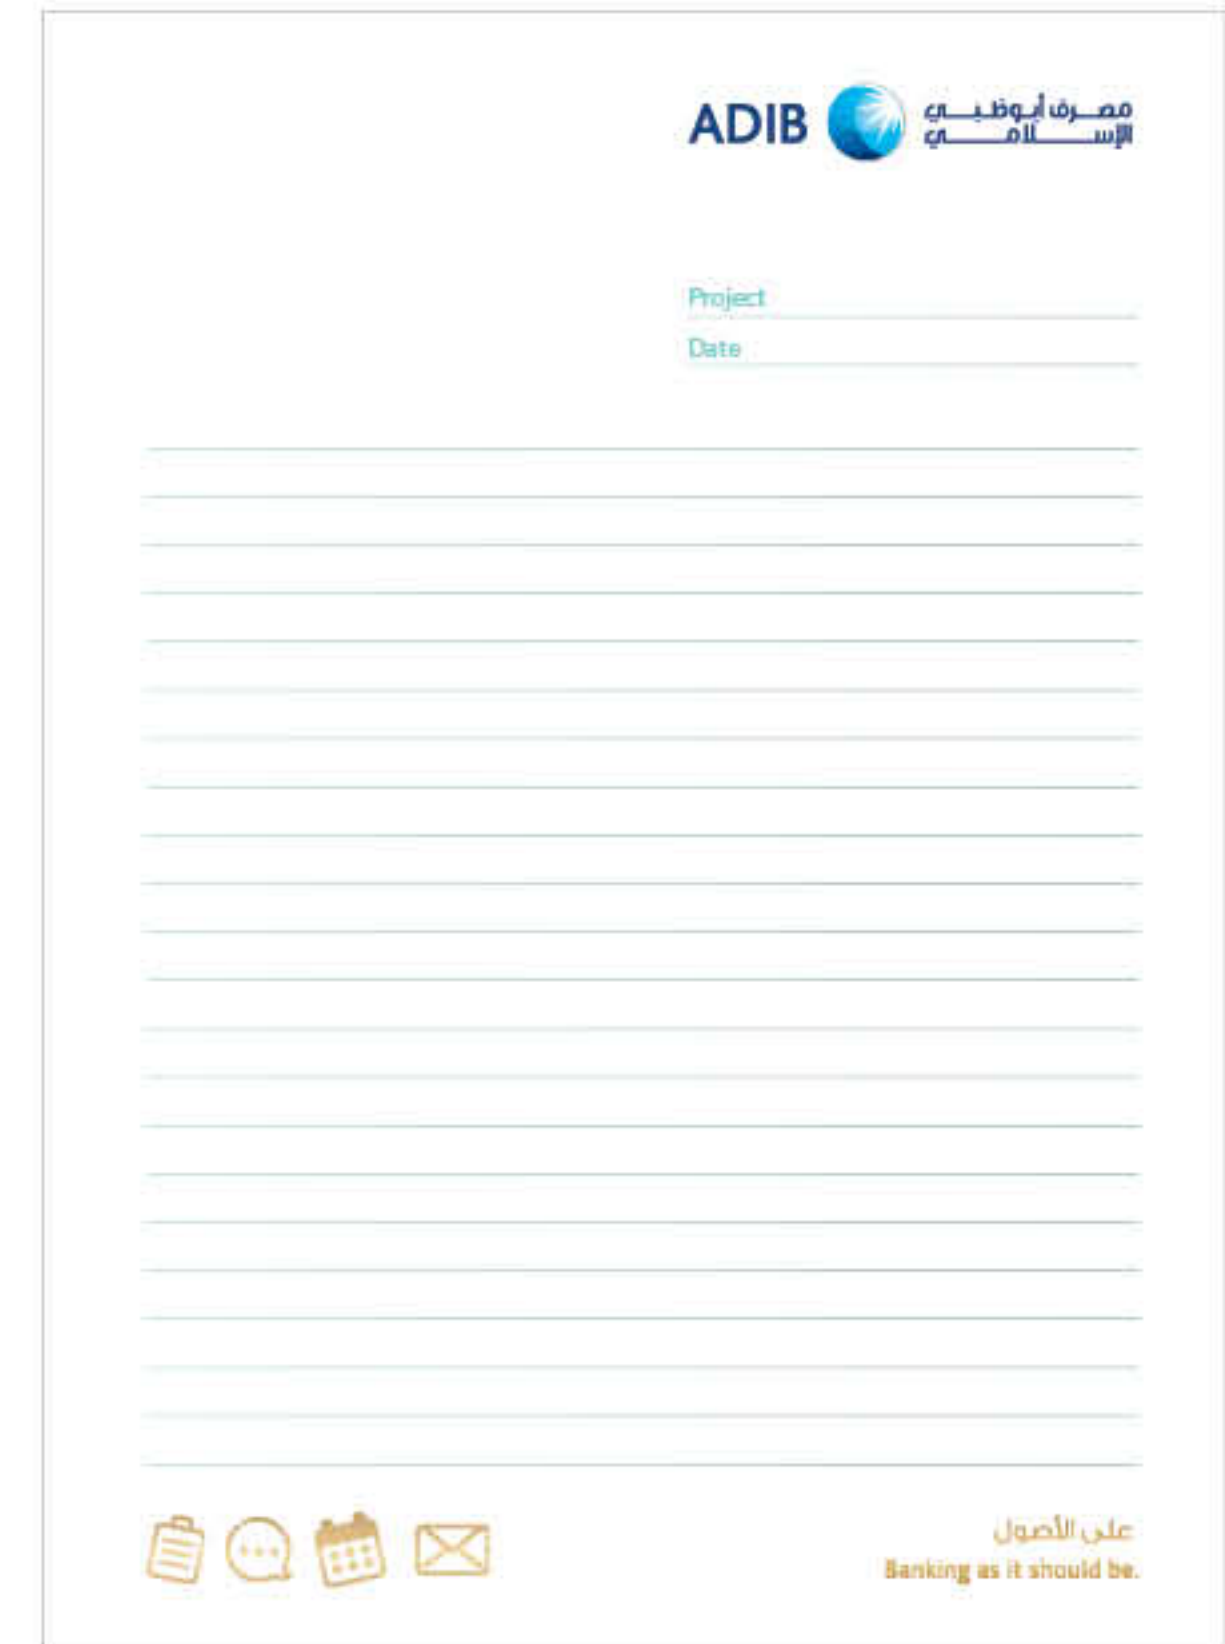 ADIB
مصرف أبوظبي
الإسلامي
Project
Date
على الأصول
Banking as it should be.